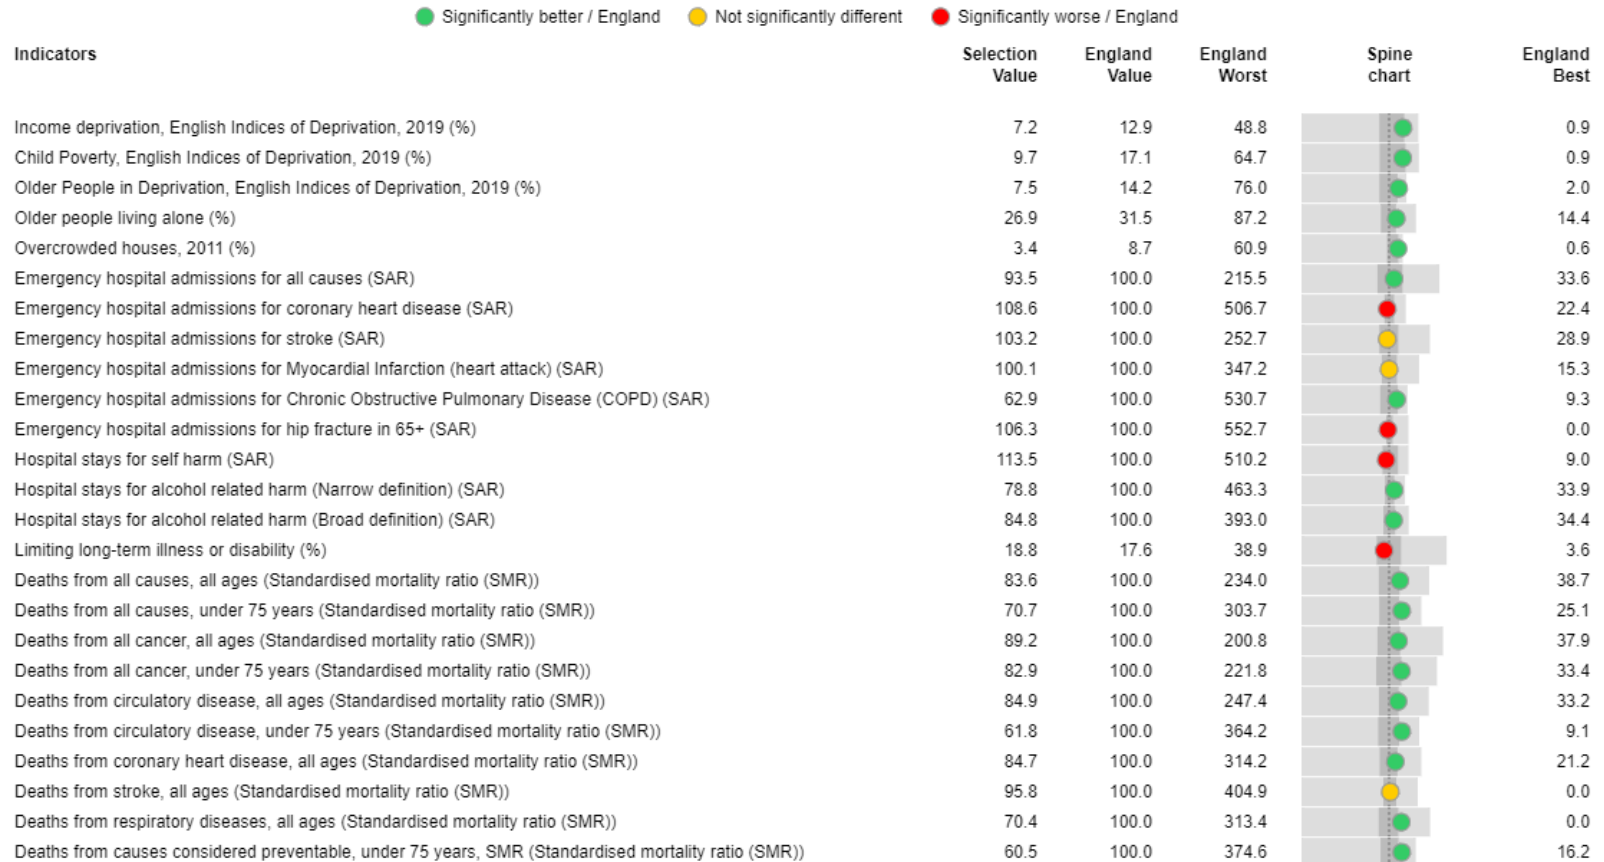 Significantly better / England Not significantly different Significantly worse / England
Indicators Selection Value England Value England Worst Spine chart England Best
Income deprivation, English Indices of Deprivation, 2019 (%) 7.2 12.9 48.8 0.9
Child Poverty, English Indices of Deprivation, 2019 (%) 9.7 17.1 64.7 0.9
Older People in Deprivation, English Indices of Deprivation, 2019 (%) 7.5 14.2 76.0 2.0
Older people living alone (%) 26.9 31.5 87.2 14.4
Overcrowded houses, 2011 (%) 3.4 8.7 60.9 0.6
Emergency hospital admissions for all causes (SAR) 93.5 100.0 215.5 33.6
Emergency hospital admissions for coronary heart disease (SAR) 108.6 100.0 506.7 22.4
Emergency hospital admissions for stroke (SAR) 103.2 100.0 252.7 28.9
Emergency hospital admissions for Myocardial Infarction (heart attack) (SAR) 100.1 100.0 347.2 15.3
Emergency hospital admissions for Chronic Obstructive Pulmonary Disease (COPD) (SAR) 62.9 100.0 530.7 9.3
Emergency hospital admissions for hip fracture in 65+ (SAR) 106.3 100.0 552.7 0.0
Hospital stays for self harm (SAR) 113.5 100.0 510.2 9.0
Hospital stays for alcohol related harm (Narrow definition) (SAR) 78.8 100.0 463.3 33.9
Hospital stays for alcohol related harm (Broad definition) (SAR) 84.8 100.0 393.0 34.4
Limiting long-term illness or disability (%) 18.8 17.6 38.9 3.6
Deaths from all causes, all ages (Standardised mortality ratio (SMR)) 83.6 100.0 234.0 38.7
Deaths from all causes, under 75 years (Standardised mortality ratio (SMR)) 70.7 100.0 303.7 25.1
Deaths from all cancer, all ages (Standardised mortality ratio (SMR)) 89.2 100.0 200.8 37.9
Deaths from all cancer, under 75 years (Standardised mortality ratio (SMR)) 82.9 100.0 221.8 33.4
Deaths from circulatory disease, all ages (Standardised mortality ratio (SMR)) 84.9 100.0 247.4 33.2
Deaths from circulatory disease, under 75 years (Standardised mortality ratio (SMR)) 61.8 100.0 364.2 9.1
Deaths from coronary heart disease, all ages (Standardised mortality ratio (SMR)) 84.7 100.0 314.2 21.2
Deaths from stroke, all ages (Standardised mortality ratio (SMR)) 95.8 100.0 404.9 0.0
Deaths from respiratory diseases, all ages (Standardised mortality ratio (SMR)) 70.4 100.0 313.4 0.0
Deaths from causes considered preventable, under 75 years, SMR (Standardised mortality ratio (SMR)) 60.5 100.0 374.6 16.2